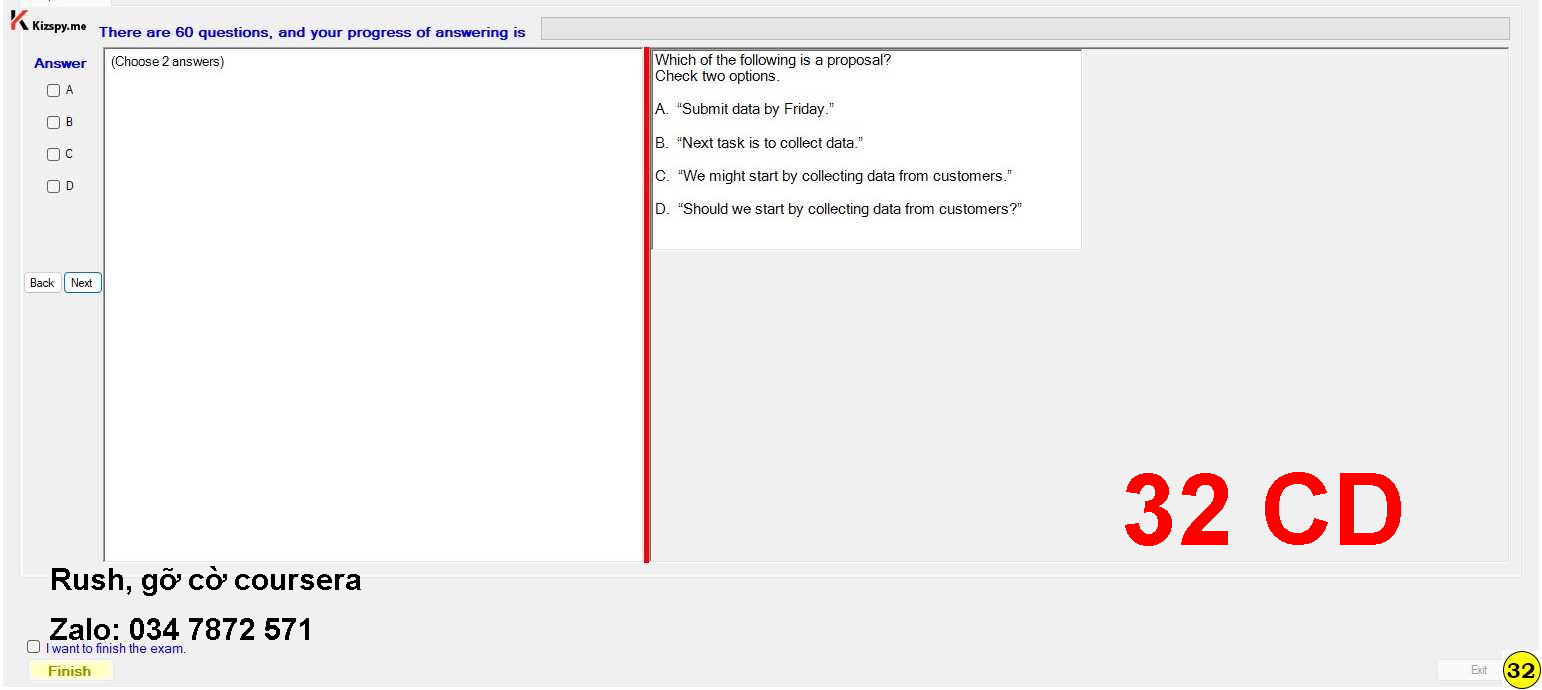 Kizspy.me
There are 60 questions, and your progress of answering is
Answer
A
B
C
D
Back Next
(Choose 2 answers)
Which of the following is a proposal?
Check two options.
A. “Submit data by Friday.”
B. “Next task is to collect data.”
C. “We might start by collecting data from customers.”
D. “Should we start by collecting data from customers?”
32 CD
Rush, gỡ cờ coursera
Zalo: 034 7872 571
I want to finish the exam.
Finish
Exit
32